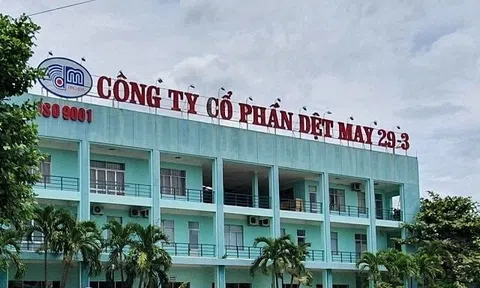 CÔNG TY CỔ PHẦN DỆT MAY 29-3
ISO 9001